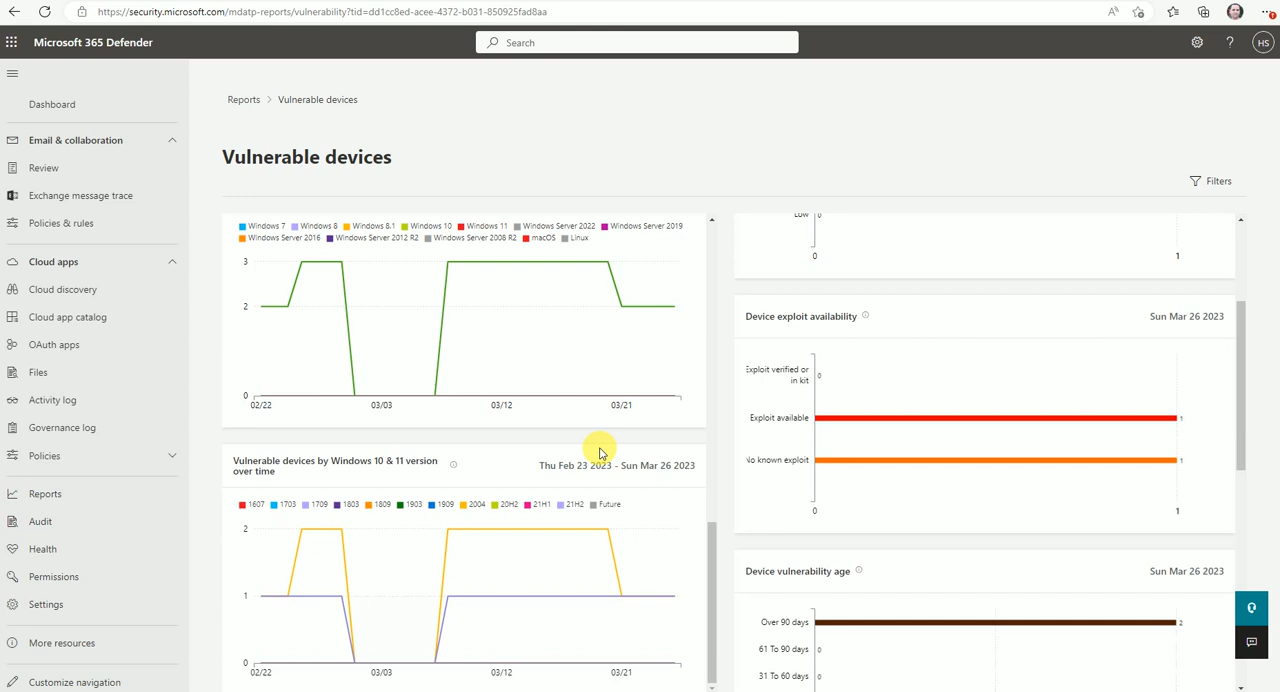 https://security.microsoft.com/mdatp-reports/vulnerability?tid=dd1cc8ed-acee-4372-b031-850925fad8aa
Microsoft 365 Defender
Search
HS
Dashboard
Email & collaboration
Review
Exchange message trace
Policies & rules
Cloud apps
Cloud discovery
Cloud app catalog
OAuth apps
Files
Activity log
Governance log
Policies
Reports
Audit
Health
Permissions
Settings
More resources
Customize navigation
Reports > Vulnerable devices
Vulnerable devices
Filters
Windows 7 Windows 8 Windows 8.1 Windows 10 Windows 11 Windows Server 2022 Windows Server 2019
Windows Server 2016 Windows Server 2012 R2 Windows Server 2008 R2 macOS Linux
3
2
0
02/22 03/03 03/12 03/21
Vulnerable devices by Windows 10 & 11 version
over time
Thu Feb 23 2023 - Sun Mar 26 2023
1607 1703 1709 1803 1809 1903 1909 2004 20H2 21H1 21H2 Future
2
1
0
02/22 03/03 03/12 03/21
Low 0
0 1
Device exploit availability Sun Mar 26 2023
Exploit verified or
in kit 0
Exploit available 1
No known exploit 1
0 1
Device vulnerability age Sun Mar 26 2023
Over 90 days 2
61 To 90 days 0
31 To 60 days 0